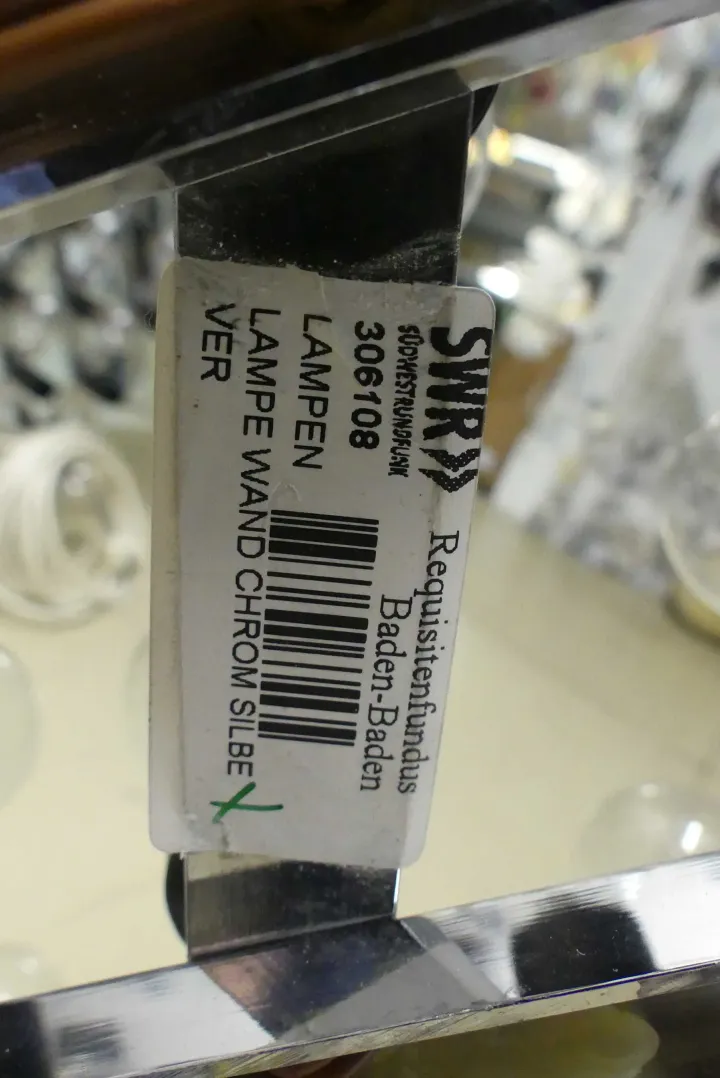 SWR»
SÜDWESTRUNDFUNK
Requisitenfundus
Baden-Baden
306108
LAMPEN
LAMPE WAND CHROM SILBE
VER